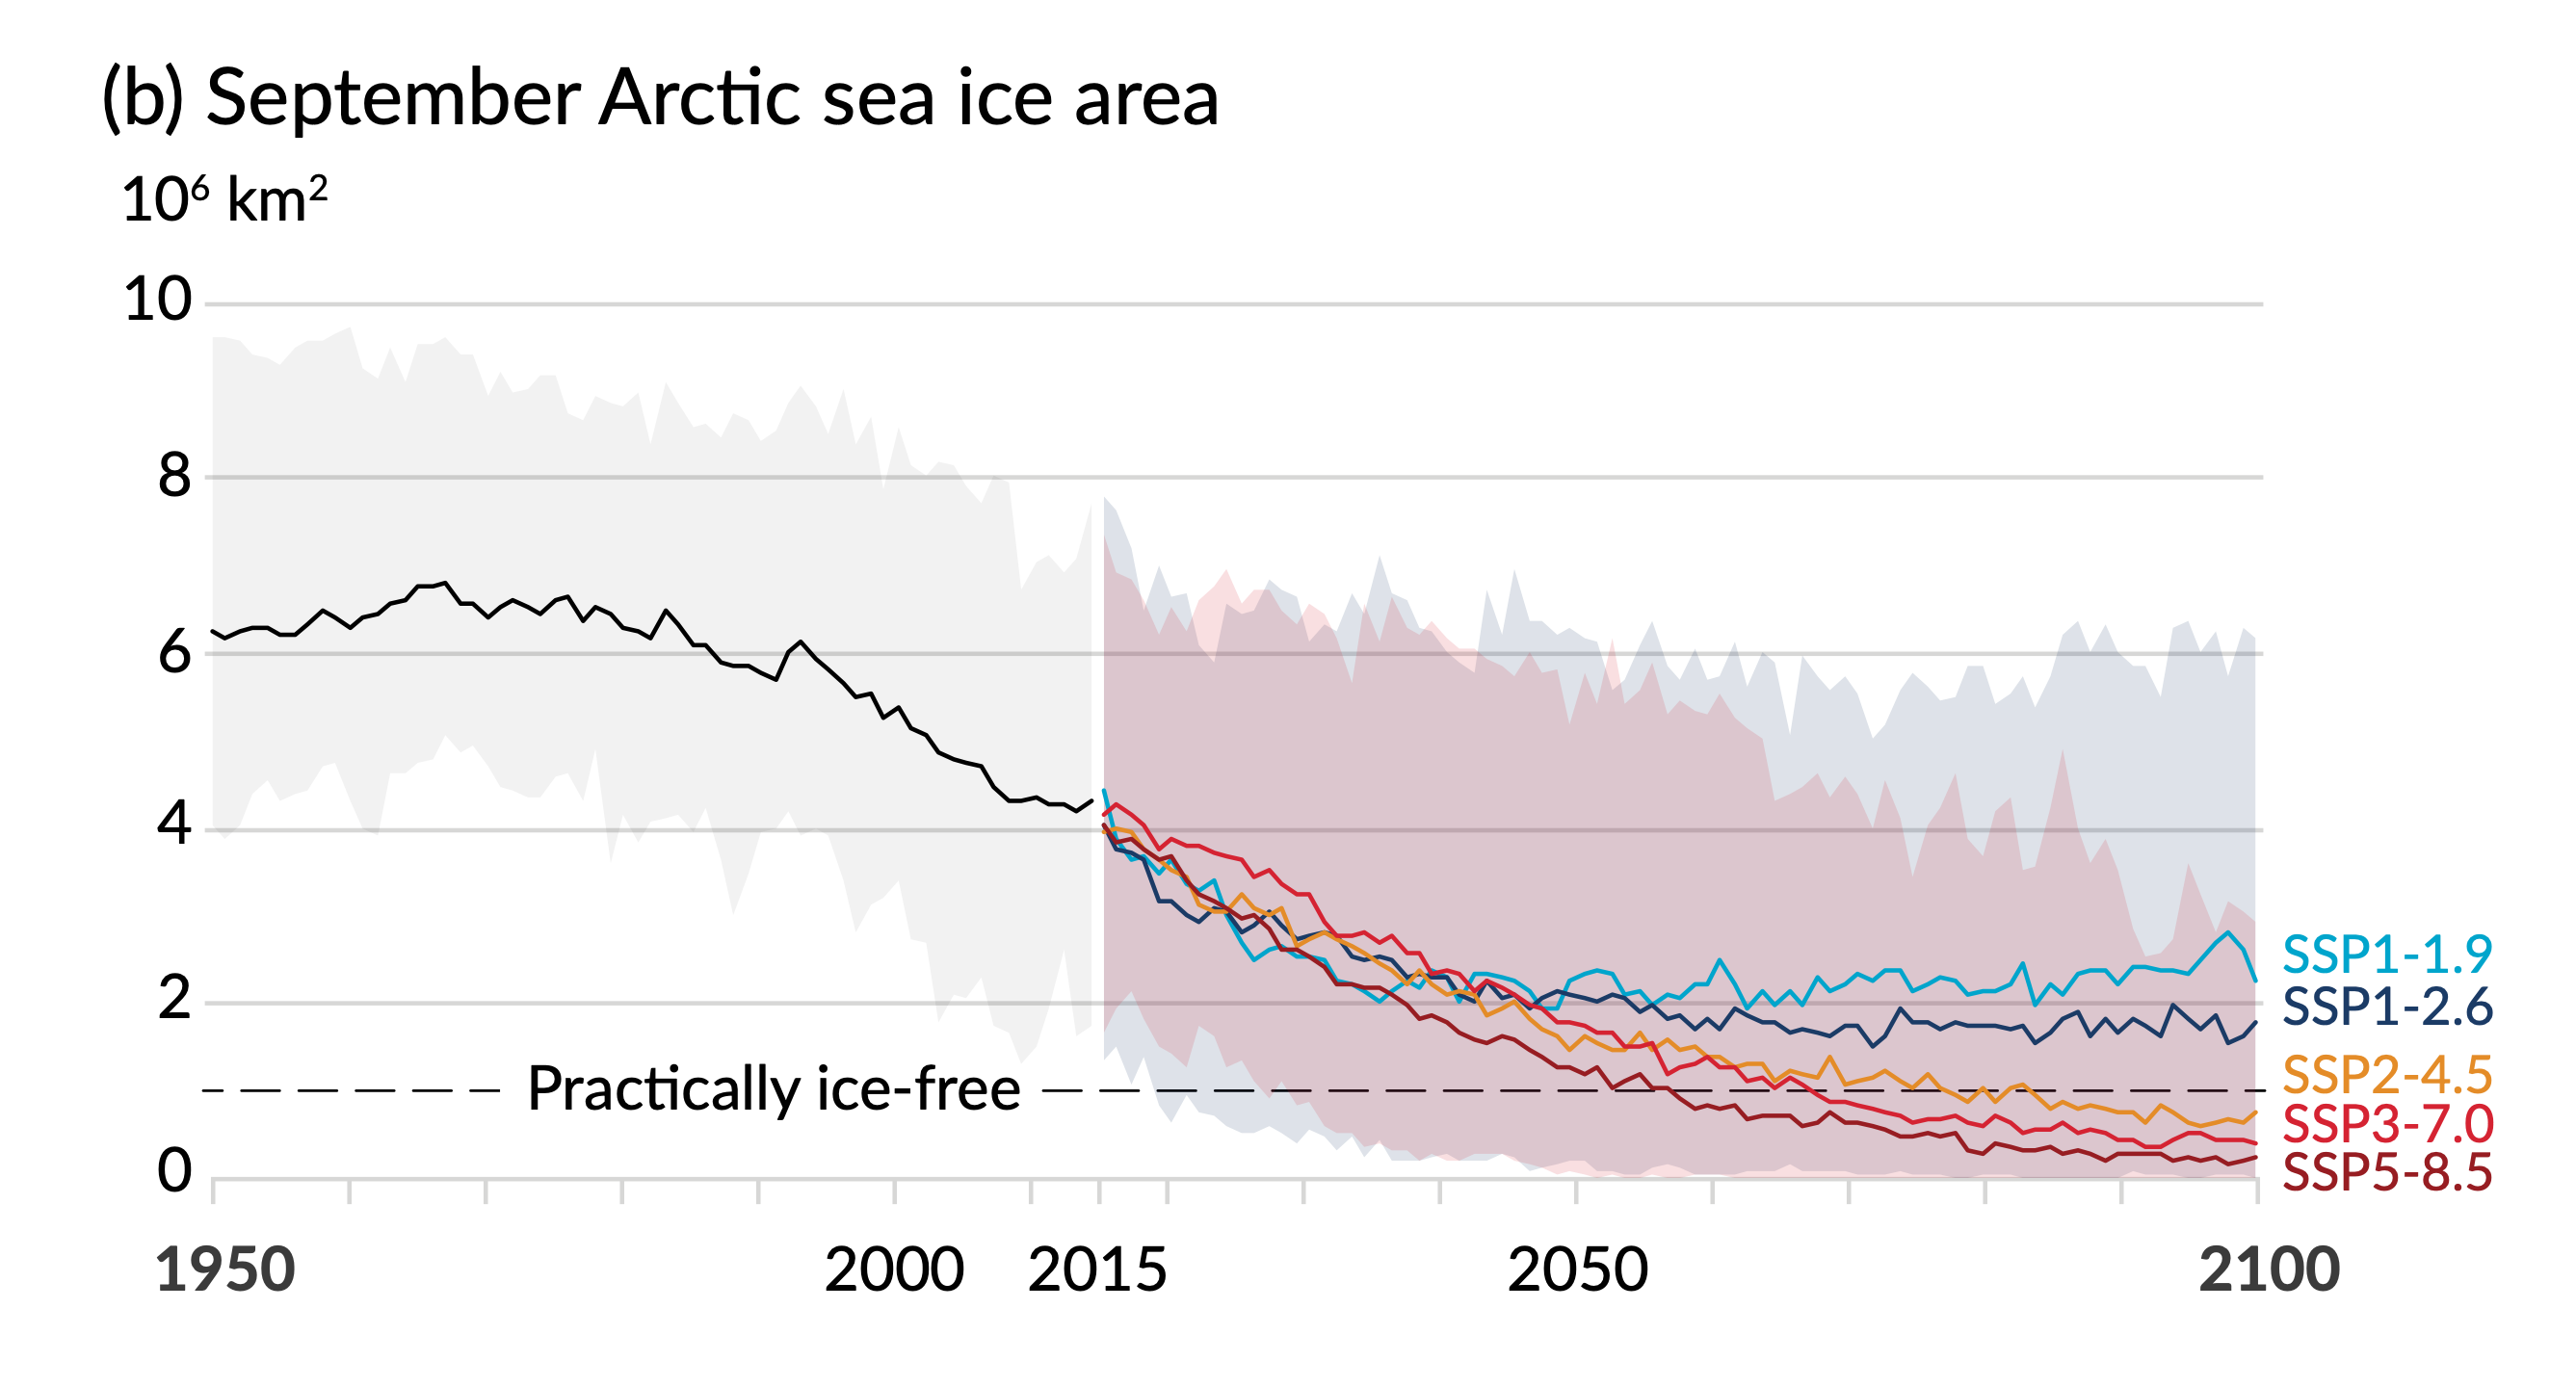 (b) September Arctic sea ice area
10⁶ km²
10
8
6
4
2
Practically ice-free
0
SSP1-1.9
SSP1-2.6
SSP2-4.5
SSP3-7.0
SSP5-8.5
1950 2000 2015 2050 2100